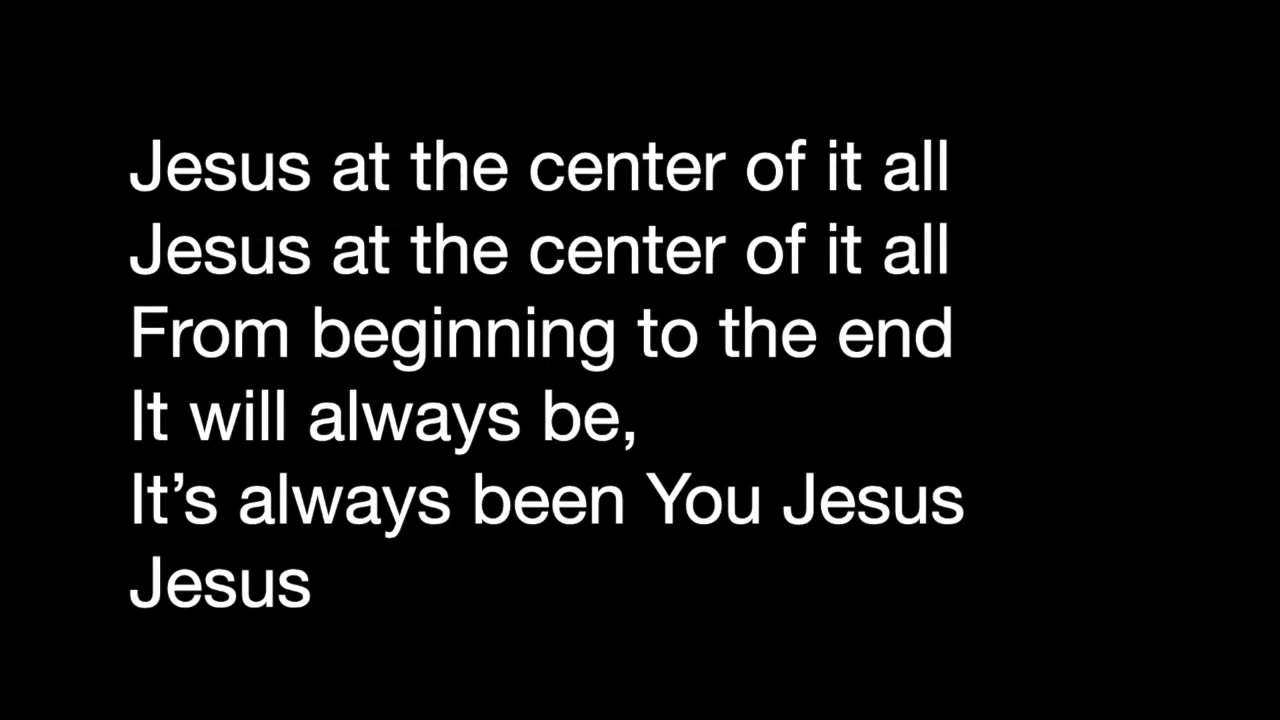 Jesus at the center of it all
Jesus at the center of it all
From beginning to the end
It will always be,
It’s always been You Jesus
Jesus